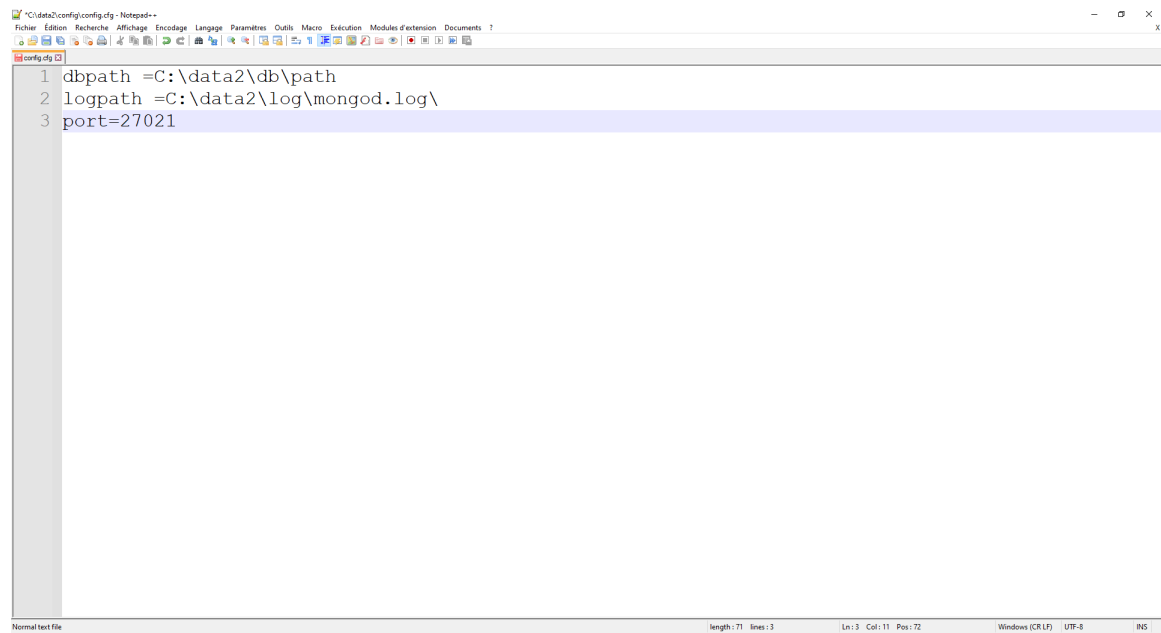 *C:\data2\config\config.cfg - Notepad++
Fichier Édition Recherche Affichage Encodage Langage Paramètres Outils Macro Exécution Modules d'extension Documents ?
X
config.cfg
1 dbpath =C:\data2\db\path
2 logpath =C:\data2\log\mongod.log\
3 port=27021
Normal text file length : 71 lines : 3 Ln : 3 Col : 11 Pos : 72 Windows (CR LF) UTF-8 INS